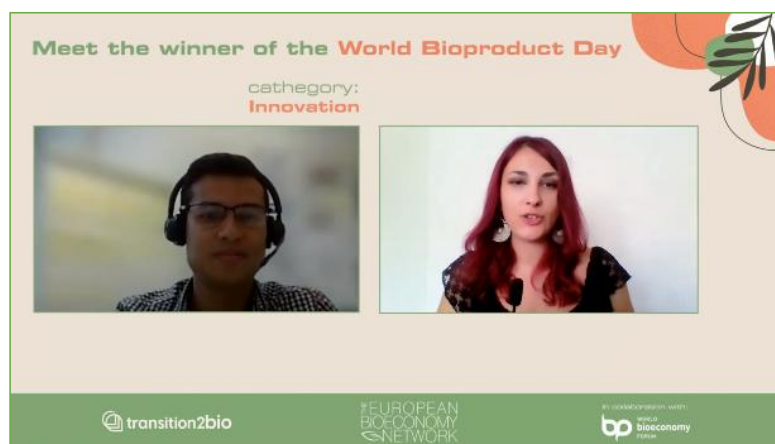 Meet the winner of the World Bioproduct Day
cathegory:
Innovation
transition2bio
THE EUROPEAN
BIOECONOMY
NETWORK
In collaboration with:
bp WORLD
bioeconomy
FORUM